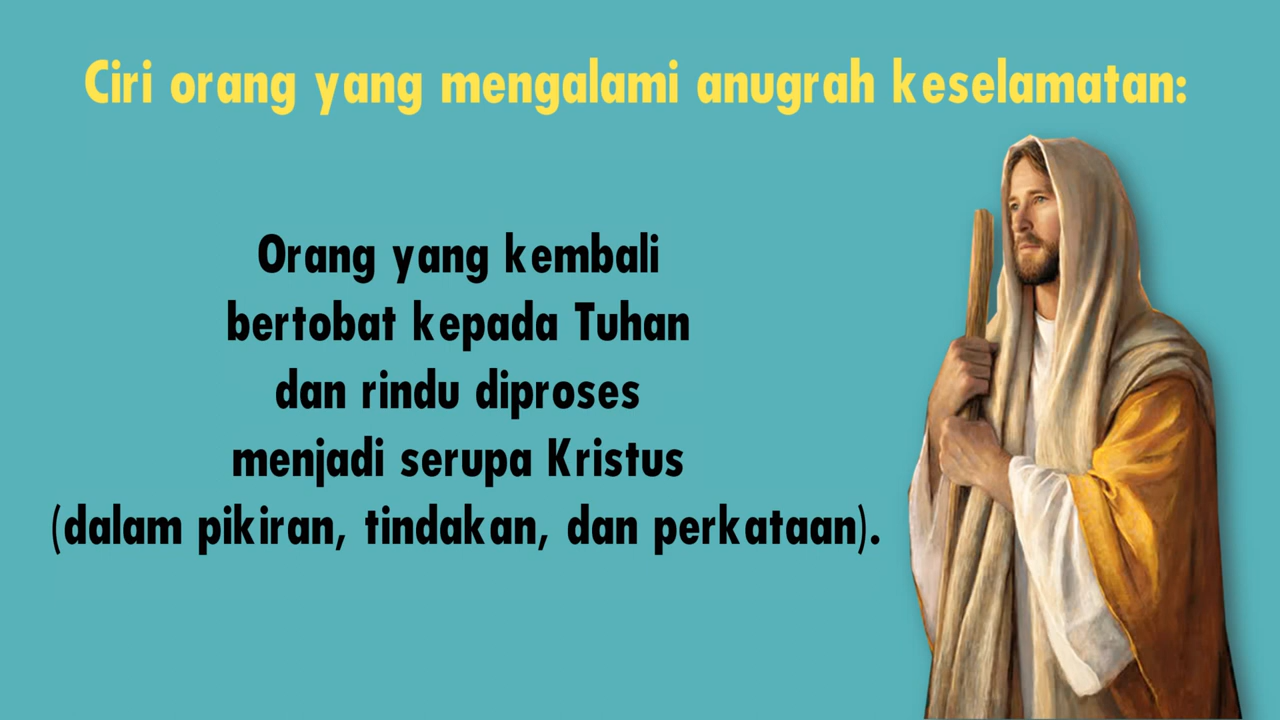 Ciri orang yang mengalami anugrah keselamatan:
Orang yang kembali
bertobat kepada Tuhan
dan rindu diproses
menjadi serupa Kristus
(dalam pikiran, tindakan, dan perkataan).